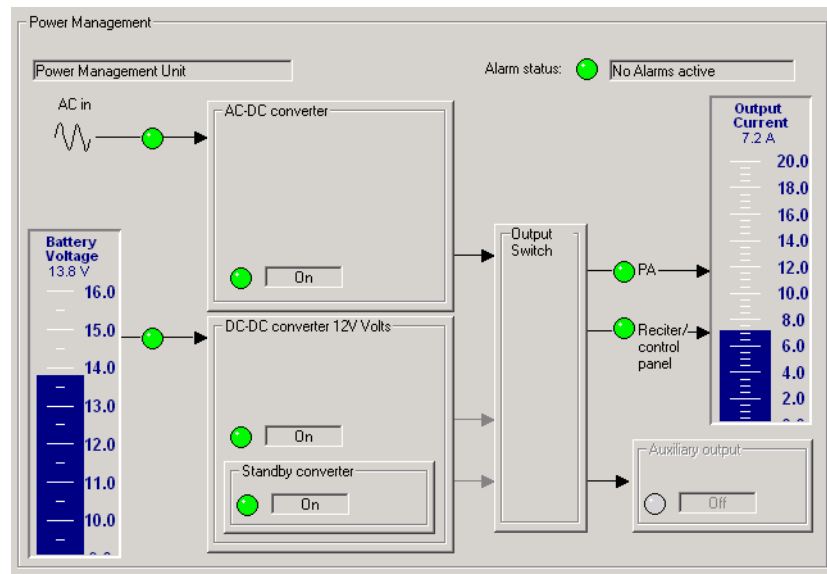 Power Management
Power Management Unit
Alarm status:
No Alarms active
AC in
AC-DC converter
On
Battery
Voltage
13.8 V
16.0
15.0
14.0
13.0
12.0
11.0
10.0
DC-DC converter 12V Volts
On
Standby converter
On
Output
Switch
PA
Reciter/
control
panel
Output
Current
7.2 A
20.0
18.0
16.0
14.0
12.0
10.0
8.0
6.0
4.0
2.0
Auxiliary output
Off